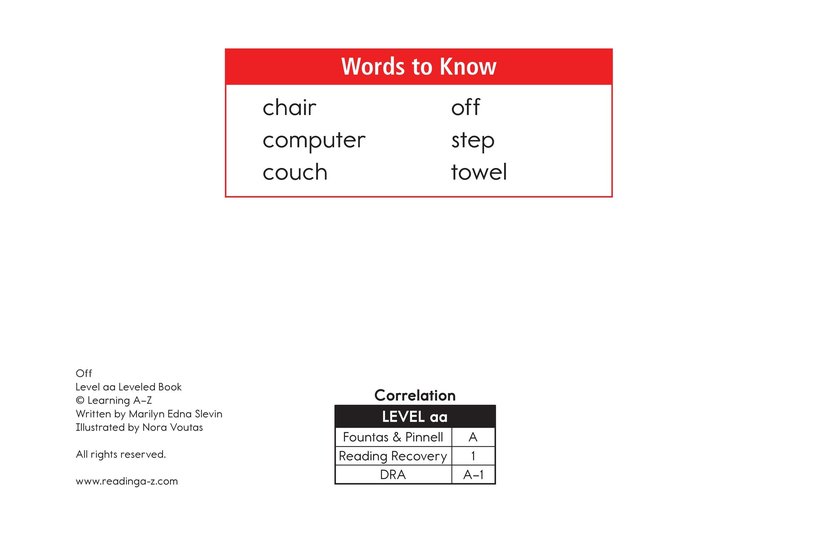 Words to Know
chair off
computer step
couch towel
Off
Level aa Leveled Book
© Learning A–Z
Written by Marilyn Edna Slevin
Illustrated by Nora Voutas
All rights reserved.
www.readinga-z.com
Correlation
LEVEL aa
Fountas & Pinnell A
Reading Recovery 1
DRA A–1